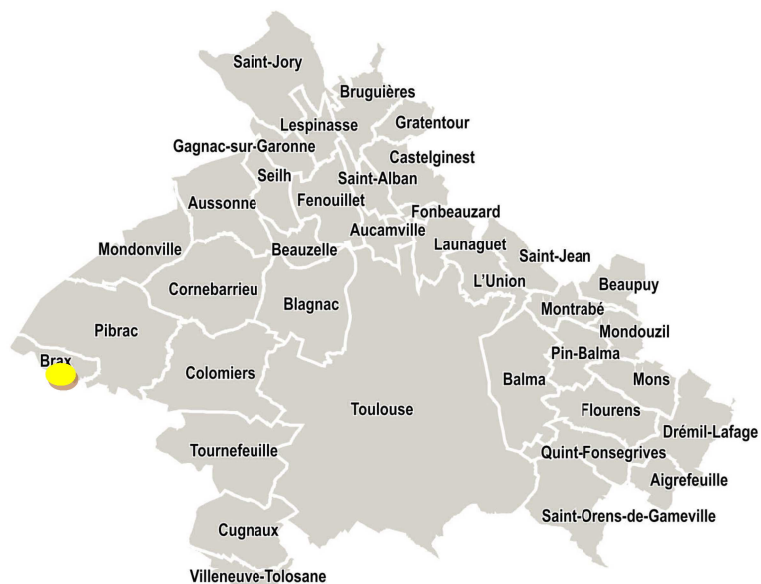 Saint-Jory
Bruguières
Lespinasse
Gratentour
Gagnac-sur-Garonne
Castelginest
Seilh
Saint-Alban
Aussonne
Fenouillet
Fonbeauzard
Aucamville
Mondonville
Beauzelle
Launaguet
Saint-Jean
L'Union
Beaupuy
Cornebarrieu
Blagnac
Montrabé
Pibrac
Mondouzil
Pin-Balma
Brax
Colomiers
Balma
Mons
Toulouse
Flourens
Drémil-Lafage
Tournefeuille
Quint-Fonsegrives
Aigrefeuille
Saint-Orens-de-Gameville
Cugnaux
Villeneuve-Tolosane